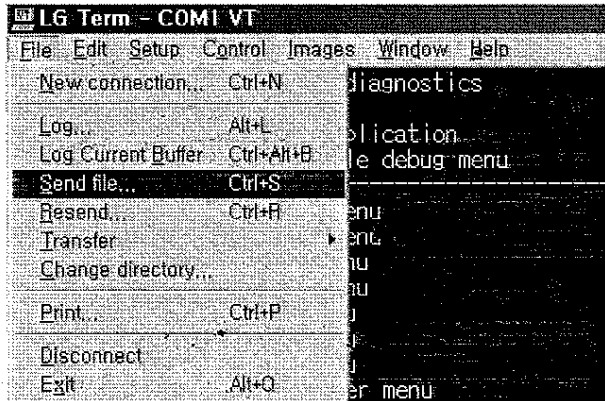 LG Term - COM1 VT
File Edit Setup Control Images Window Help
New connection... Ctrl+N
Log... Alt+L
Log Current Buffer Ctrl+Alt+B
Send file... Ctrl+S
Resend... Ctrl+R
Transfer
Change directory...
Print... Ctrl+P
Disconnect
Exit Alt+Q
diagnostics
plication
le debug menu
enu
enu
nu
nu
u
u
er menu